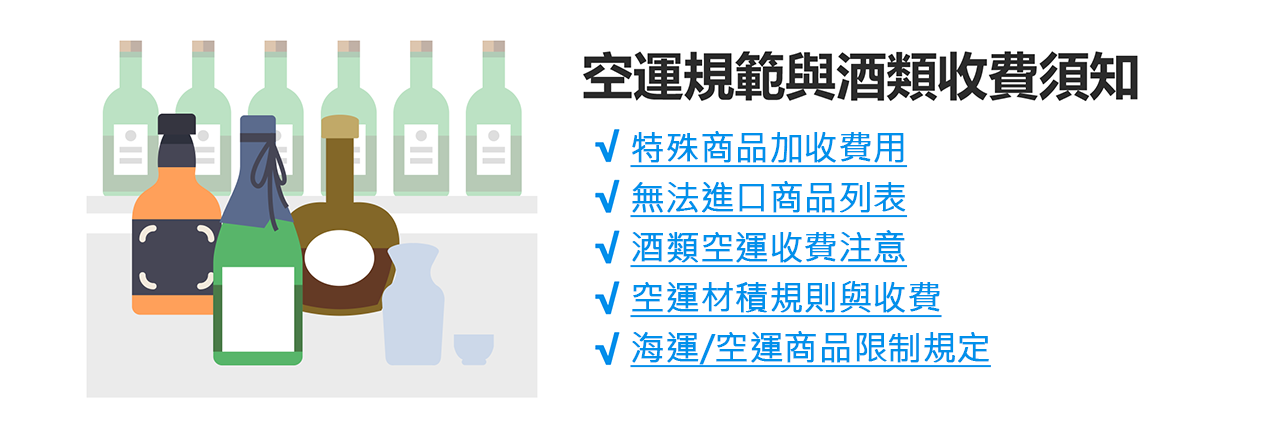 空運規範與酒類收費須知
√ 特殊商品加收費用
√ 無法進口商品列表
√ 酒類空運收費注意
√ 空運材積規則與收費
√ 海運/空運商品限制規定